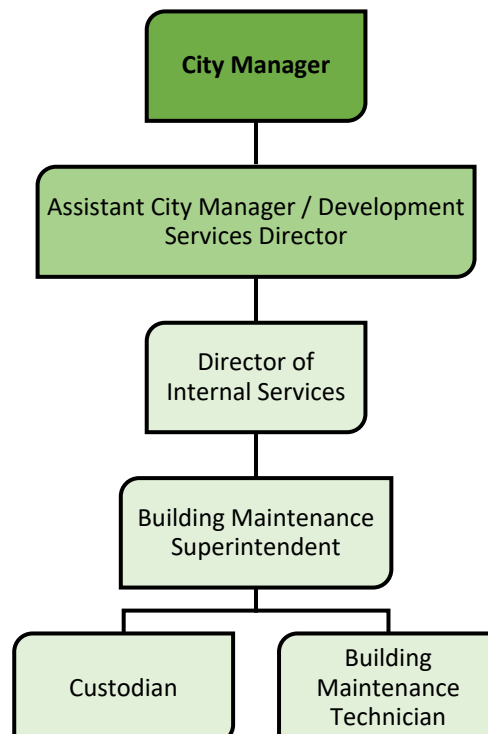 City Manager
Assistant City Manager / Development
Services Director
Director of
Internal Services
Building Maintenance
Superintendent
Custodian
Building
Maintenance
Technician